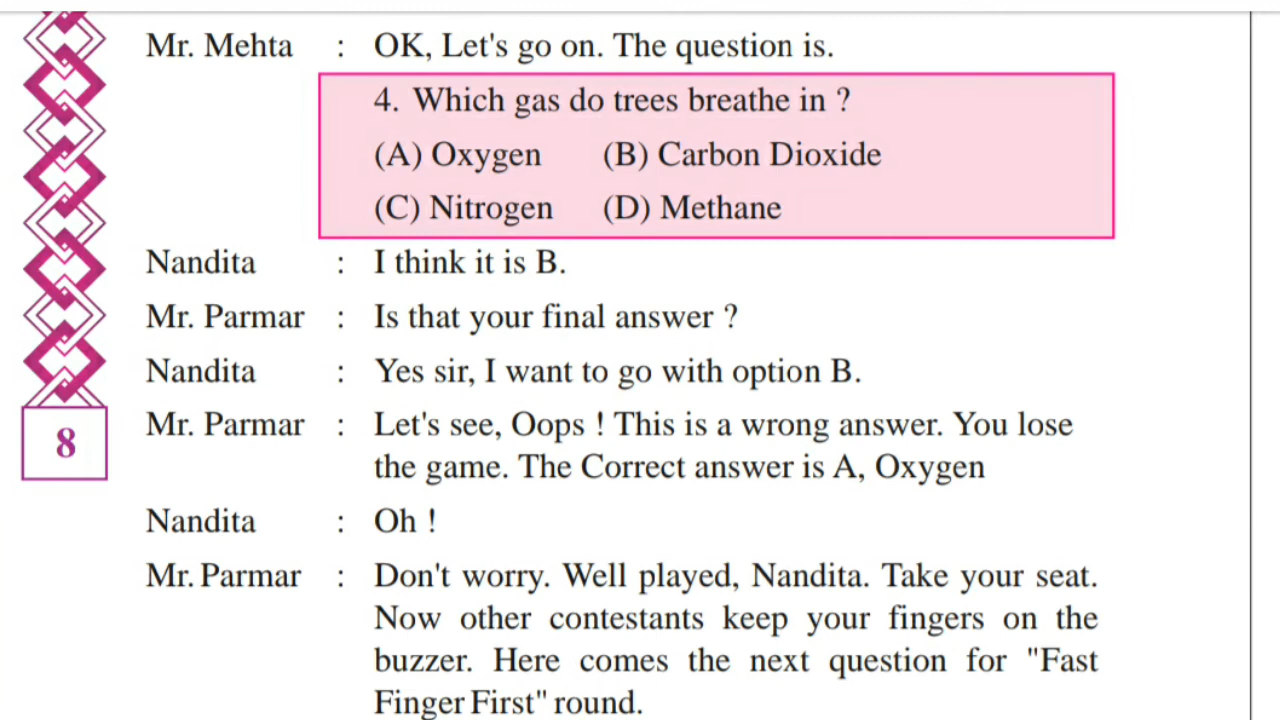 Mr. Mehta : OK, Let's go on. The question is.
4. Which gas do trees breathe in ?
(A) Oxygen (B) Carbon Dioxide
(C) Nitrogen (D) Methane
Nandita : I think it is B.
Mr. Parmar : Is that your final answer ?
Nandita : Yes sir, I want to go with option B.
Mr. Parmar : Let's see, Oops ! This is a wrong answer. You lose
the game. The Correct answer is A, Oxygen
8
Nandita : Oh !
Mr. Parmar : Don't worry. Well played, Nandita. Take your seat.
Now other contestants keep your fingers on the
buzzer. Here comes the next question for "Fast
Finger First" round.